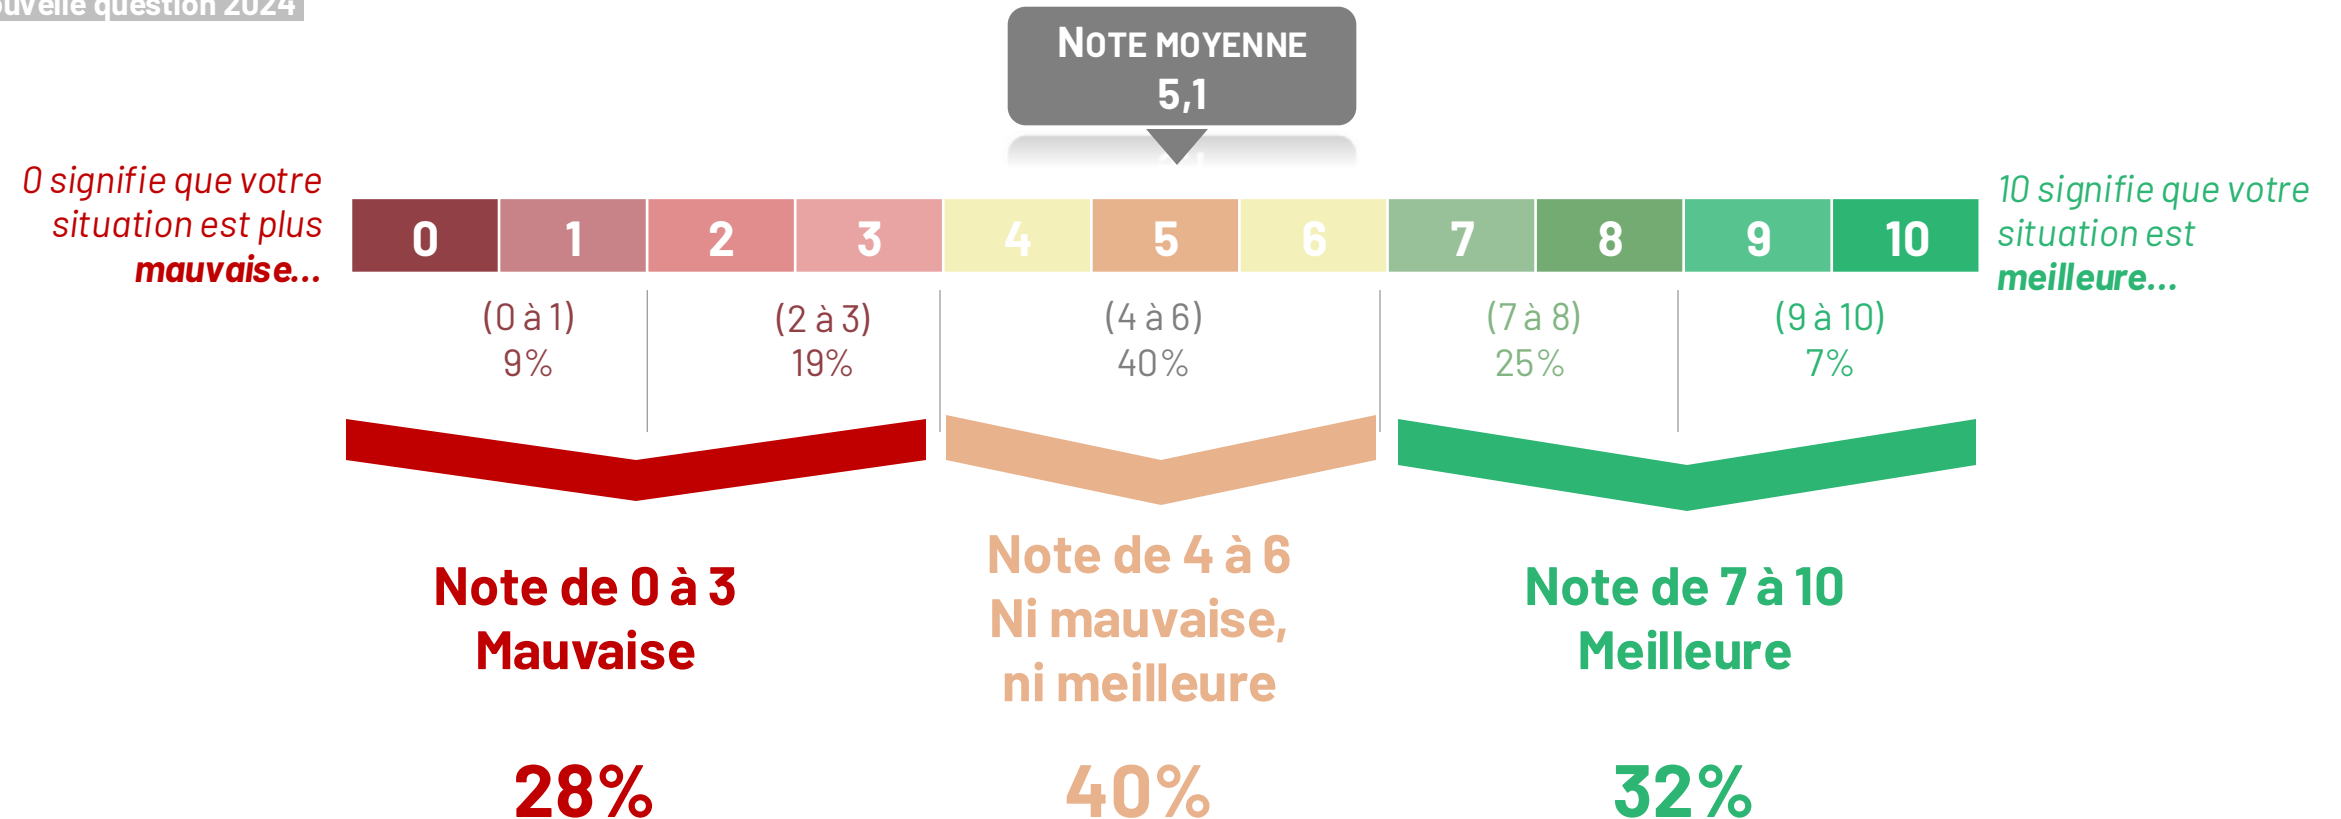 question 2024
NOTE MOYENNE
5,1
0 signifie que votre
situation est plus
mauvaise...
0 1 2 3 4 5 6 7 8 9 10
10 signifie que votre
situation est
meilleure...
(0 à 1) (2 à 3) (4 à 6) (7 à 8) (9 à 10)
9% 19% 40% 25% 7%
Note de 0 à 3
Mauvaise
28%
Note de 4 à 6
Ni mauvaise,
ni meilleure
40%
Note de 7 à 10
Meilleure
32%